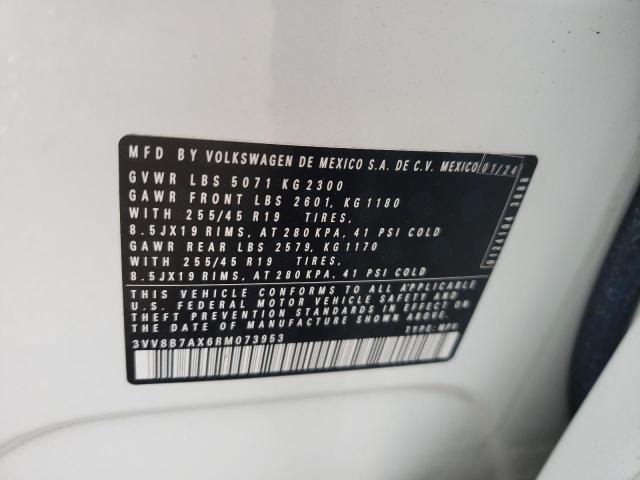 MFD BY VOLKSWAGEN DE MEXICO S.A. DE C.V. MEXICO 01/24
GVWR LBS 5071 KG 2300
GAWR FRONT LBS 2601, KG 1180
WITH 255/45 R19 TIRES,
8.5JX19 RIMS, AT 280 KPA, 41 PSI COLD
GAWR REAR LBS 2579, KG 1170
WITH 255/45 R19 TIRES,
8.5JX19 RIMS, AT 280KPA, 41 PSI COLD
THIS VEHICLE CONFORMS TO ALL APPLICABLE
U.S. FEDERAL MOTOR VEHICLE SAFETY AND
THEFT PREVENTION STANDARDS IN EFFECT ON
THE DATE OF MANUFACTURE SHOWN ABOVE.
3VV8B7AX6RM073953 TYPE: MPV